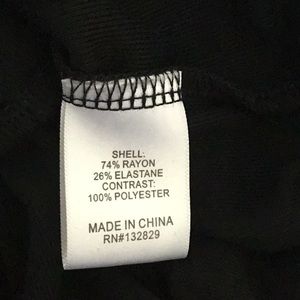 SHELL:
74% RAYON
26% ELASTANE
CONTRAST:
100% POLYESTER
MADE IN CHINA
RN#132829